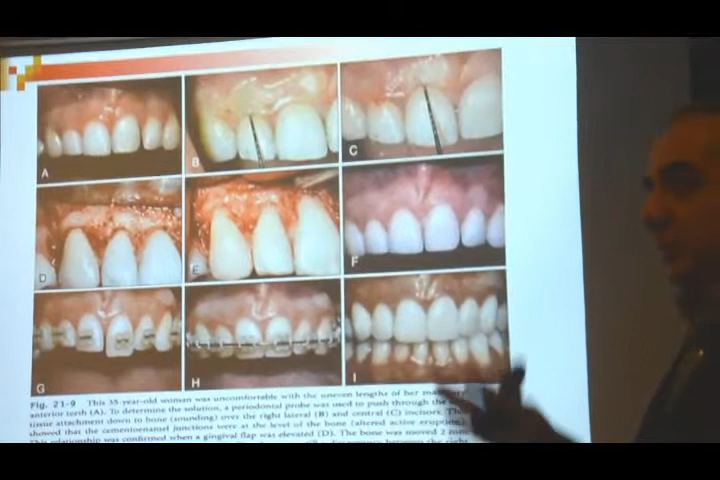 A
B
C
D
E
F
G
H
I
Fig. 21-9 This 35-year-old woman was uncomfortable with the uneven lengths of her
anterior teeth (A). To determine the solution, a periodontal probe was used to push through the
tissue attachment down to bone (sounding) over the right lateral (B) and central (C) incisors.
showed that the cementoenamel junctions were at the level of the bone (altered active eruption).
This relationship was confirmed when a gingival flap was elevated (D). The bone was moved 2
between the right